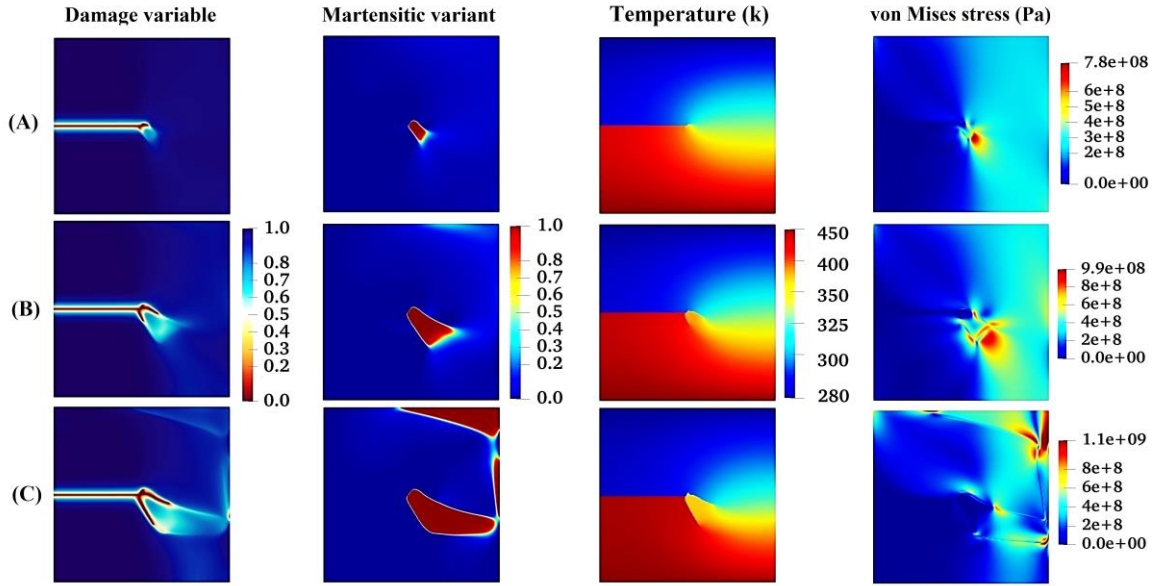 Damage variable
Martensitic variant
Temperature (k)
von Mises stress (Pa)
(A)
7.8e+08
6e+8
5e+8
4e+8
3e+8
2e+8
0.0e+00
(B)
1.0
0.9
0.8
0.7
0.6
0.5
0.4
0.3
0.2
0.0
1.0
0.9
0.8
0.7
0.6
0.5
0.4
0.3
0.2
0.0
450
400
350
325
300
280
9.9e+08
8e+8
6e+8
4e+8
2e+8
0.0e+00
(C)
1.1e+09
8e+8
6e+8
4e+8
2e+8
0.0e+00